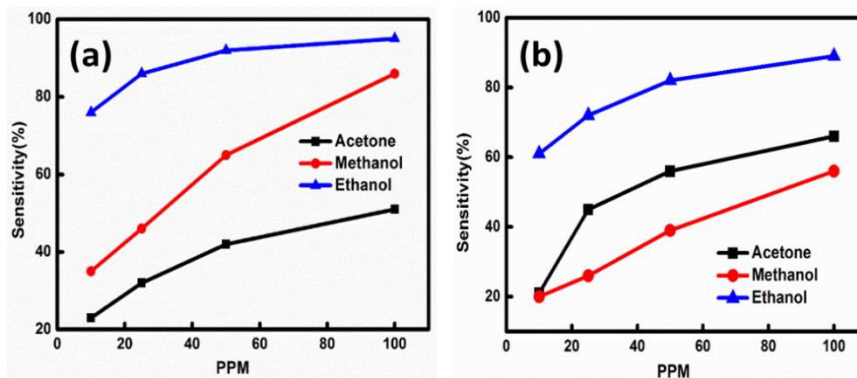 (a)
100
80
60
40
20
Sensitivity(%)
Acetone
Methanol
Ethanol
0 20 40 60 80 100
PPM
(b)
100
80
60
40
20
Sensitivity(%)
Acetone
Methanol
Ethanol
0 20 40 60 80 100
PPM